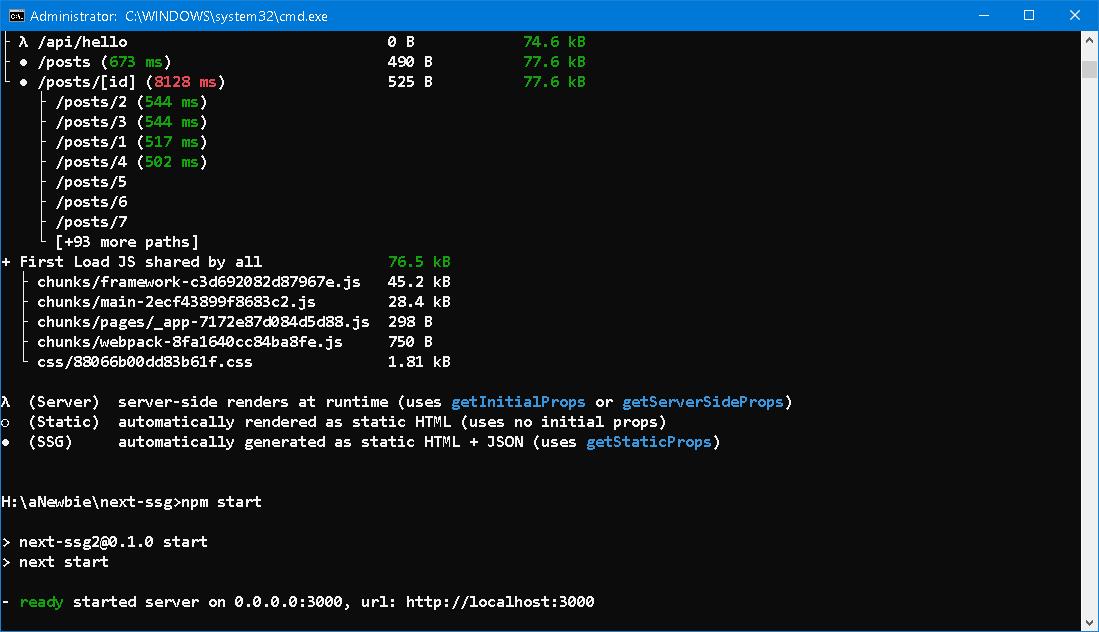 Administrator: C:\WINDOWS\system32\cmd.exe
├ λ /api/hello 0 B 74.6 kB
├ ● /posts (673 ms) 490 B 77.6 kB
└ ● /posts/[id] (8128 ms) 525 B 77.6 kB
├ /posts/2 (544 ms)
├ /posts/3 (544 ms)
├ /posts/1 (517 ms)
├ /posts/4 (502 ms)
├ /posts/5
├ /posts/6
├ /posts/7
└ [+93 more paths]
+ First Load JS shared by all 76.5 kB
├ chunks/framework-c3d692082d87967e.js 45.2 kB
├ chunks/main-2ecf43899f8683c2.js 28.4 kB
├ chunks/pages/_app-7172e87d084d5d88.js 298 B
├ chunks/webpack-8fa1640cc84ba8fe.js 750 B
└ css/88066b00dd83b61f.css 1.81 kB
λ (Server) server-side renders at runtime (uses getInitialProps or getServerSideProps)
○ (Static) automatically rendered as static HTML (uses no initial props)
● (SSG) automatically generated as static HTML + JSON (uses getStaticProps)
H:\aNewbie\next-ssg>npm start
> next-ssg2@0.1.0 start
> next start
- ready started server on 0.0.0.0:3000, url: http://localhost:3000